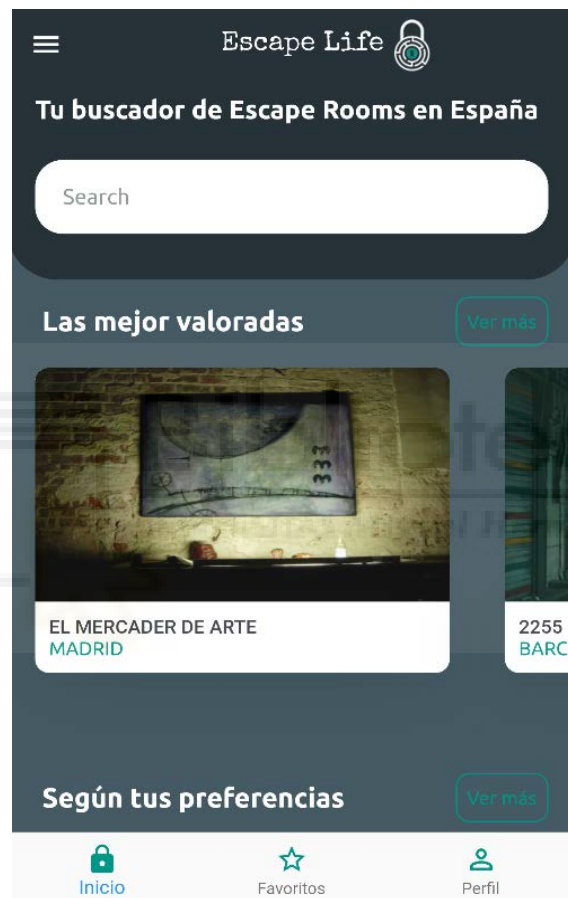 Escape Life
Tu buscador de Escape Rooms en España
Search
Las mejor valoradas
Ver más
EL MERCADER DE ARTE
MADRID
2255
BARC
Según tus preferencias
Ver más
Inicio
Favoritos
Perfil